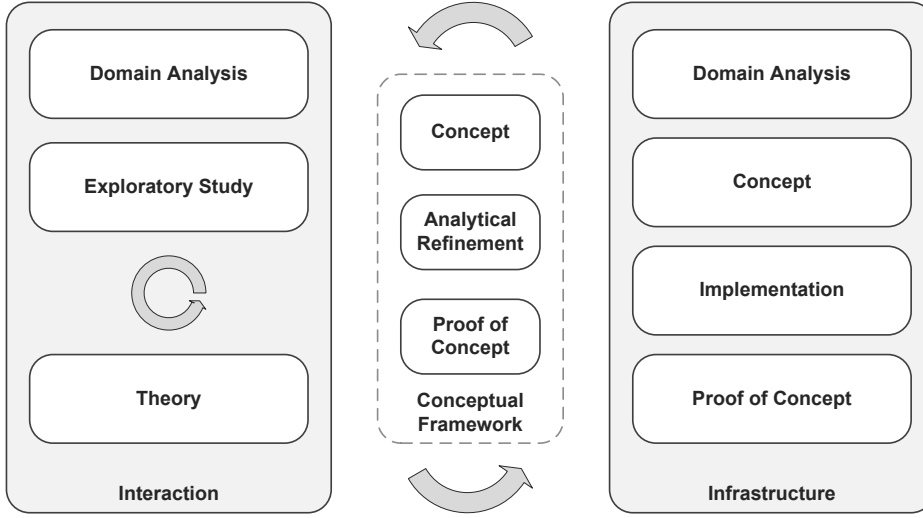 Domain Analysis
Exploratory Study
Theory
Interaction
Concept
Analytical
Refinement
Proof of
Concept
Conceptual
Framework
Domain Analysis
Concept
Implementation
Proof of Concept
Infrastructure